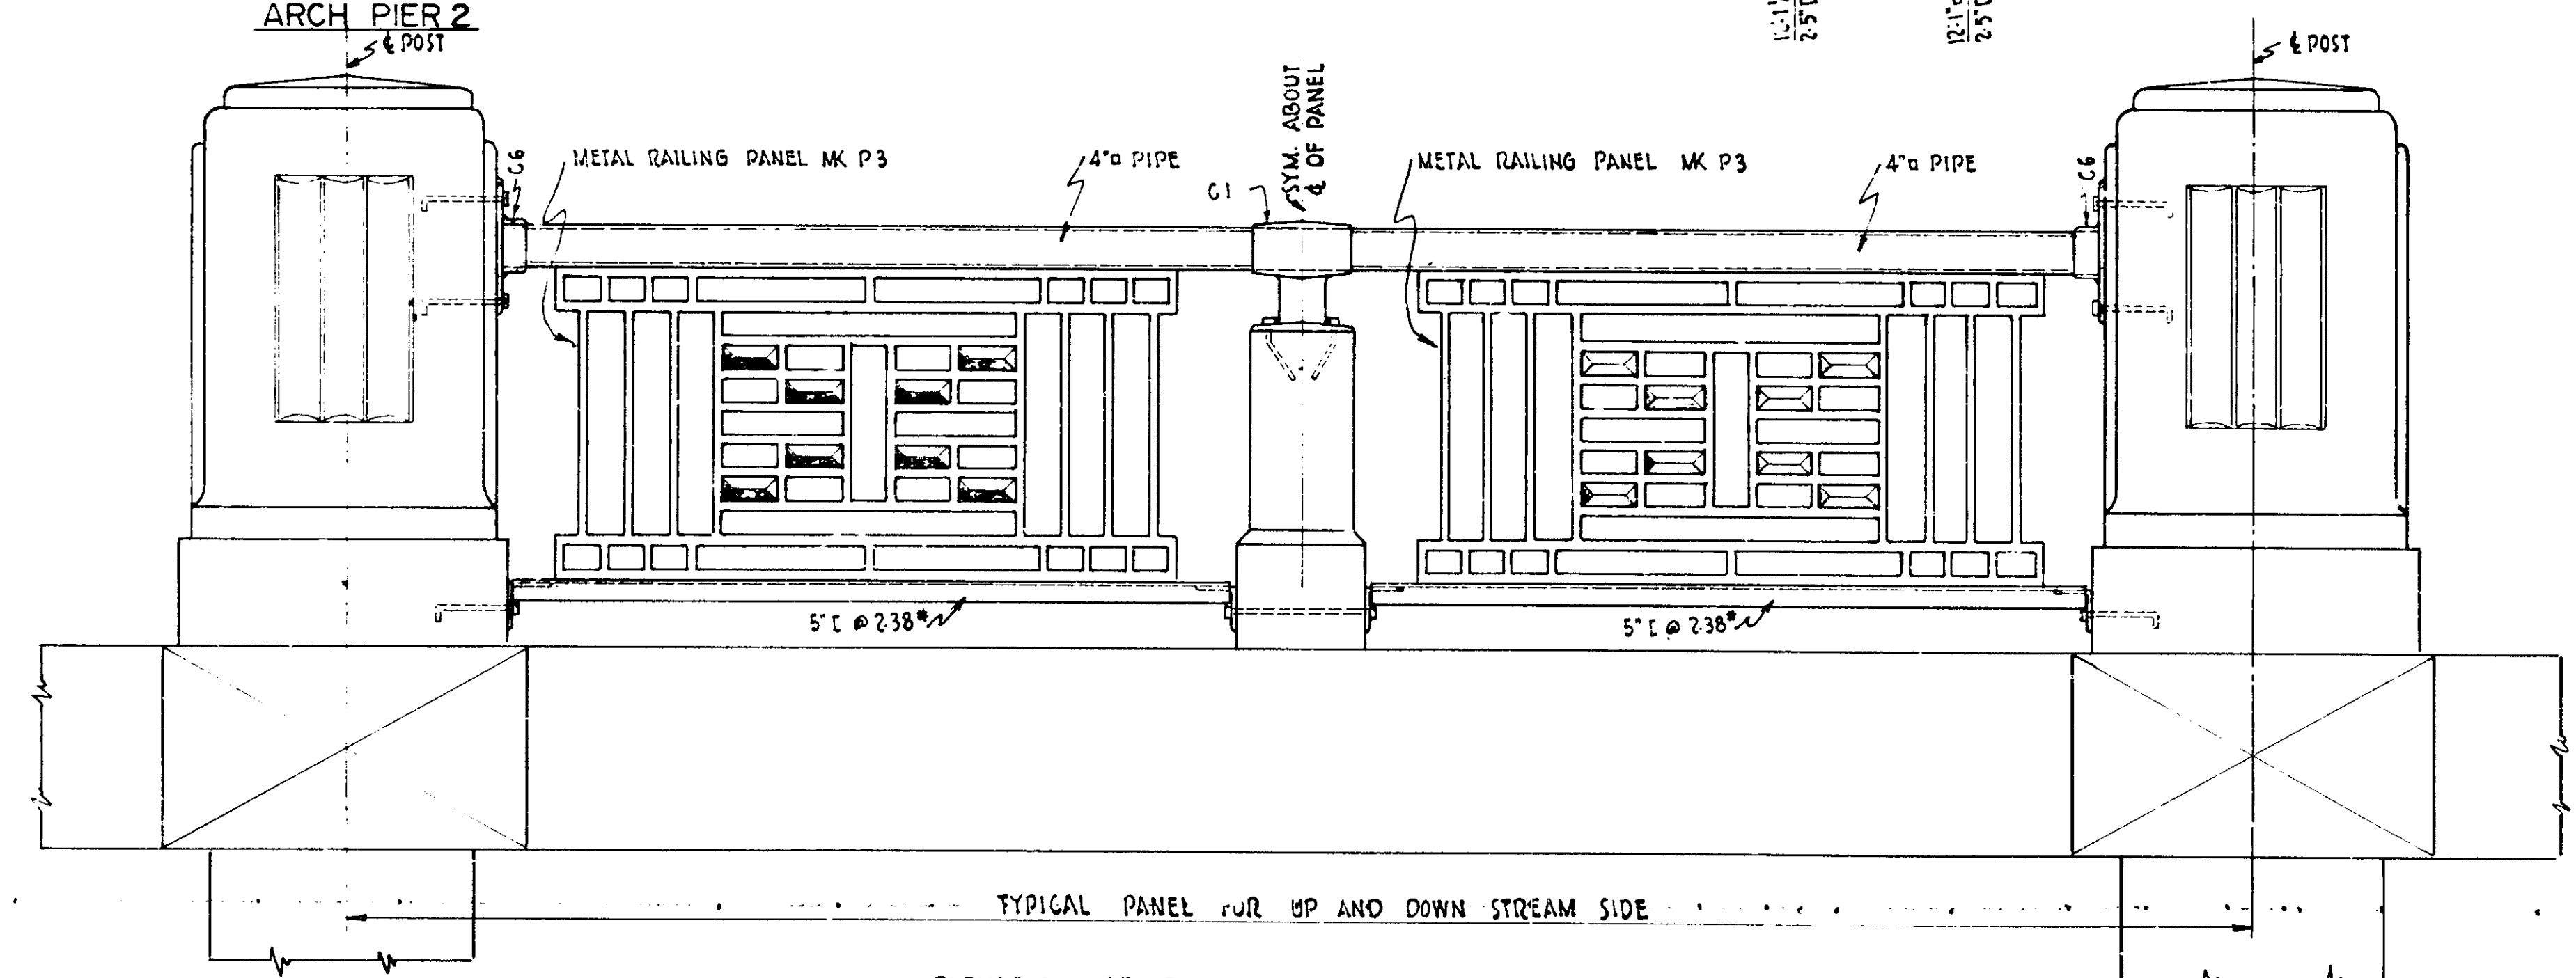 ARCH PIER 2
℄ POST
℄ POST
SYM. ABOUT
℄ OF PANEL
METAL RAILING PANEL MK P3
4"⌑ PIPE
C6
C1
METAL RAILING PANEL MK P3
4"⌑ PIPE
C6
5" [ @ 2.38#
5" [ @ 2.38#
TYPICAL PANEL FOR UP AND DOWN STREAM SIDE